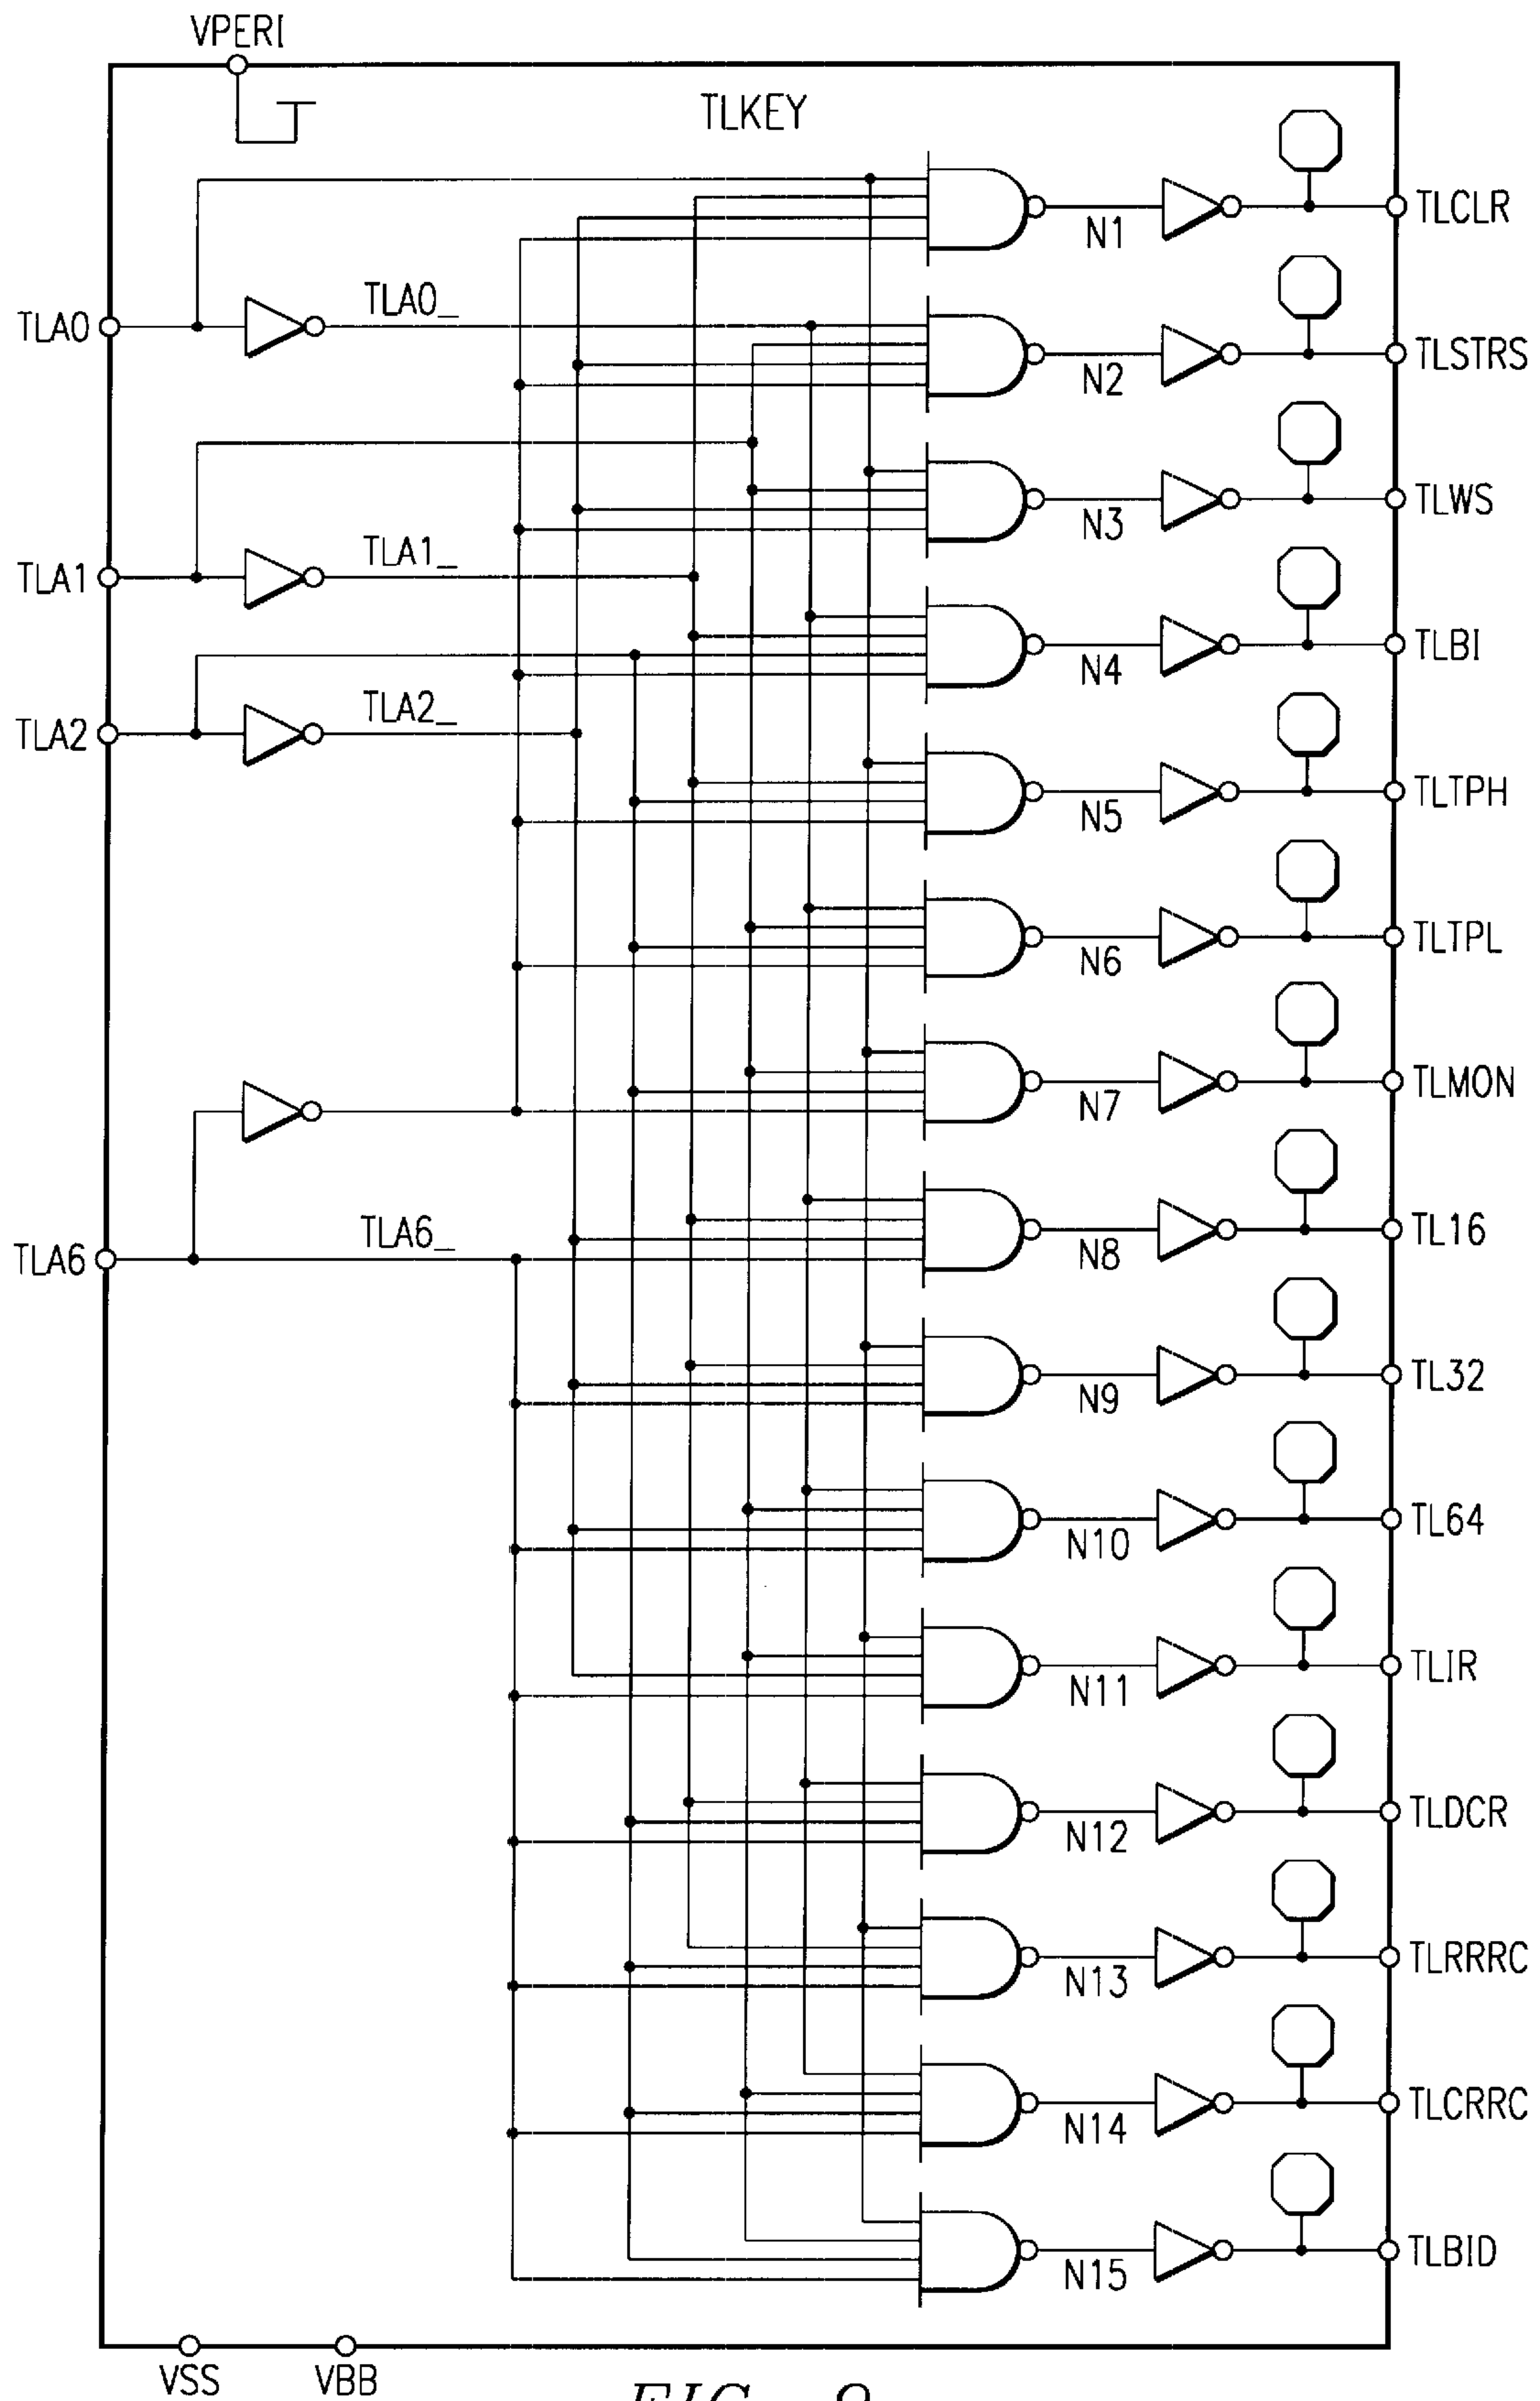 VPERI
TLKEY
N1
TLCLR
TLA0
TLA0_
N2
TLSTRS
N3
TLWS
TLA1
TLA1_
N4
TLBI
TLA2
TLA2_
N5
TLTPH
N6
TLTPL
N7
TLMON
TLA6
TLA6_
N8
TL16
N9
TL32
N10
TL64
N11
TLIR
N12
TLDCR
N13
TLRRRC
N14
TLCRRC
N15
TLBID
VSS
VBB